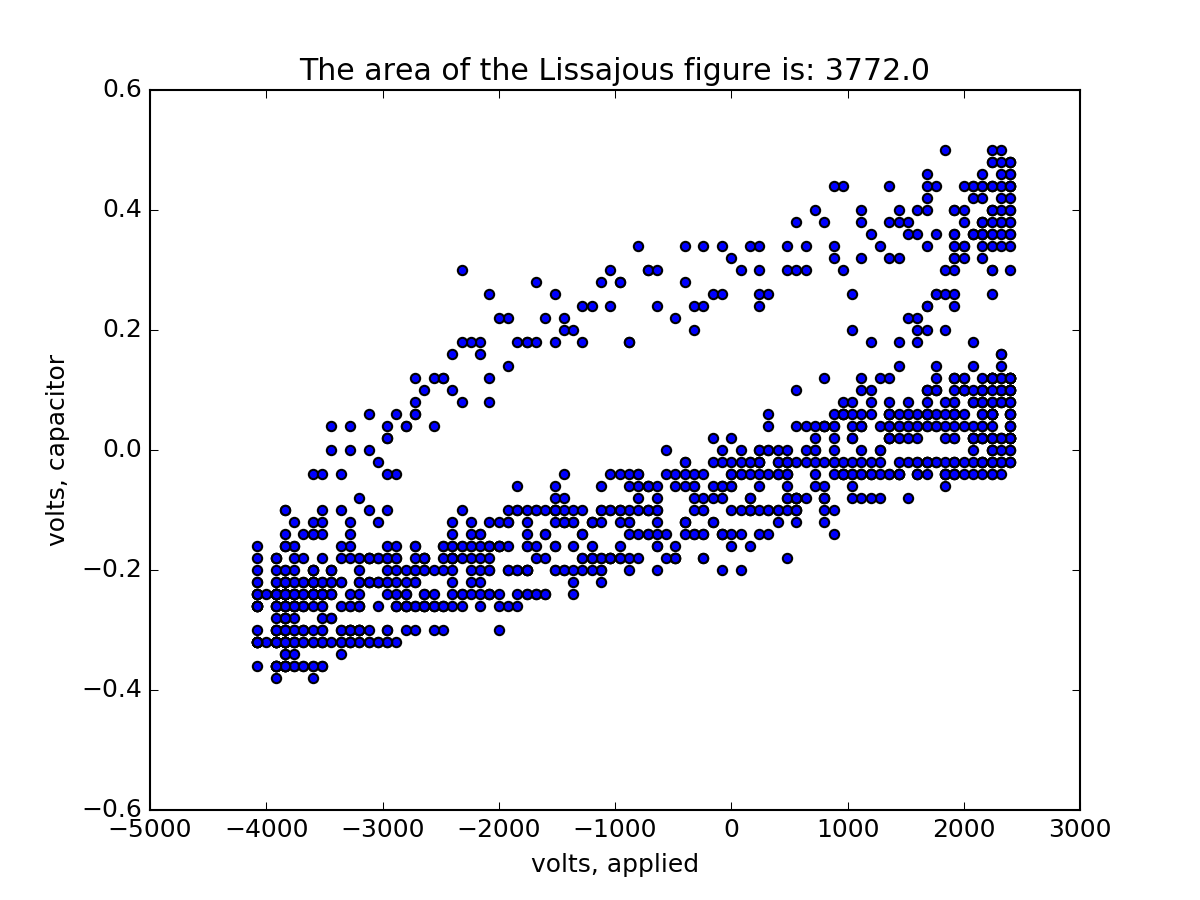 The area of the Lissajous figure is: 3772.0
0.6
0.4
0.2
0.0
−0.2
−0.4
−0.6
volts, capacitor
−5000 −4000 −3000 −2000 −1000 0 1000 2000 3000
volts, applied